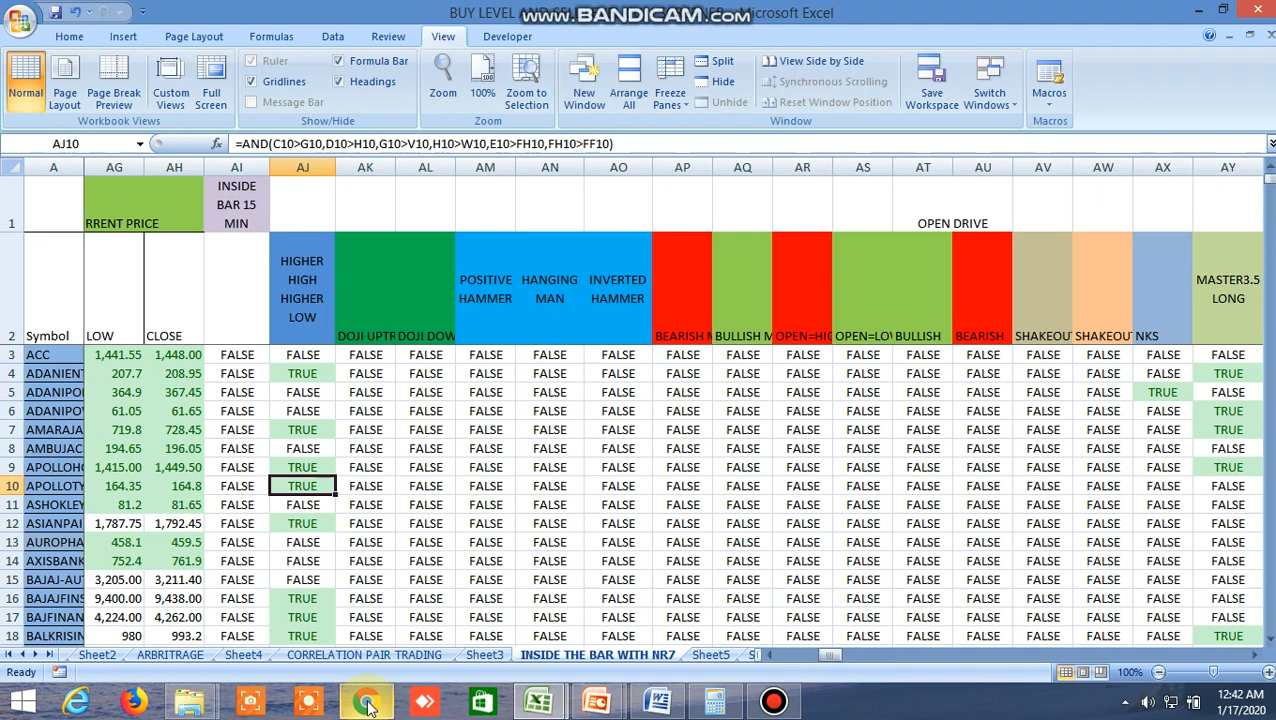 BUY LEVEL AND SEL
www.BANDICAM.com
- Microsoft Excel
Home Insert Page Layout Formulas Data Review View Developer
Normal
Page Layout
Page Break Preview
Custom Views
Full Screen
Ruler
Gridlines
Message Bar
Formula Bar
Headings
Zoom
100%
Zoom to Selection
New Window
Arrange All
Freeze Panes
Split
Hide
Unhide
View Side by Side
Synchronous Scrolling
Reset Window Position
Save Workspace
Switch Windows
Macros
Workbook Views Show/Hide Zoom Window Macros
AJ10 fx =AND(C10>G10,D10>H10,G10>V10,H10>W10,E10>FH10,FH10>FF10)
A AG AH AI AJ AK AL AM AN AO AP AQ AR AS AT AU AV AW AX AY
1 RRENT PRICE INSIDE BAR 15 MIN OPEN DRIVE
2 Symbol LOW CLOSE HIGHER HIGH HIGHER LOW DOJI UPTR DOJI DOW POSITIVE HAMMER HANGING MAN INVERTED HAMMER BEARISH M BULLISH M OPEN=HIG OPEN=LOW BULLISH BEARISH SHAKEOUT SHAKEOUT NKS MASTER3.5 LONG
3 ACC 1,441.55 1,448.00 FALSE FALSE FALSE FALSE FALSE FALSE FALSE FALSE FALSE FALSE FALSE FALSE FALSE FALSE FALSE FALSE FALSE
4 ADANIENT 207.7 208.95 FALSE TRUE FALSE FALSE FALSE FALSE FALSE FALSE FALSE FALSE FALSE FALSE FALSE FALSE FALSE FALSE TRUE
5 ADANIPO 364.9 367.45 FALSE FALSE FALSE FALSE FALSE FALSE FALSE FALSE FALSE FALSE FALSE FALSE FALSE FALSE FALSE TRUE FALSE
6 ADANIPO 61.05 61.65 FALSE FALSE FALSE FALSE FALSE FALSE FALSE FALSE FALSE FALSE FALSE FALSE FALSE FALSE FALSE FALSE TRUE
7 AMARAJA 719.8 728.45 FALSE TRUE FALSE FALSE FALSE FALSE FALSE FALSE FALSE FALSE FALSE FALSE FALSE FALSE FALSE FALSE TRUE
8 AMBUJAC 194.65 196.05 FALSE FALSE FALSE FALSE FALSE FALSE FALSE FALSE FALSE FALSE FALSE FALSE FALSE FALSE FALSE FALSE FALSE
9 APOLLOH 1,415.00 1,449.50 FALSE TRUE FALSE FALSE FALSE FALSE FALSE FALSE FALSE FALSE FALSE FALSE FALSE FALSE FALSE FALSE TRUE
10 APOLLOTY 164.35 164.8 FALSE TRUE FALSE FALSE FALSE FALSE FALSE FALSE FALSE FALSE FALSE FALSE FALSE FALSE FALSE FALSE FALSE
11 ASHOKLEY 81.2 81.65 FALSE FALSE FALSE FALSE FALSE FALSE FALSE FALSE FALSE FALSE FALSE FALSE FALSE FALSE FALSE FALSE FALSE
12 ASIANPAI 1,787.75 1,792.45 FALSE TRUE FALSE FALSE FALSE FALSE FALSE FALSE FALSE FALSE FALSE FALSE FALSE FALSE FALSE FALSE FALSE
13 AUROPHA 458.1 459.5 FALSE FALSE FALSE FALSE FALSE FALSE FALSE FALSE FALSE FALSE FALSE FALSE FALSE FALSE FALSE FALSE FALSE
14 AXISBANK 752.4 761.9 FALSE FALSE FALSE FALSE FALSE FALSE FALSE FALSE FALSE FALSE FALSE FALSE FALSE FALSE FALSE FALSE FALSE
15 BAJAJ-AUT 3,205.00 3,211.40 FALSE FALSE FALSE FALSE FALSE FALSE FALSE FALSE FALSE FALSE FALSE FALSE FALSE FALSE FALSE FALSE FALSE
16 BAJAJFINS 9,400.00 9,438.00 FALSE TRUE FALSE FALSE FALSE FALSE FALSE FALSE FALSE FALSE FALSE FALSE FALSE FALSE FALSE FALSE FALSE
17 BAJFINAN 4,224.00 4,262.00 FALSE TRUE FALSE FALSE FALSE FALSE FALSE FALSE FALSE FALSE FALSE FALSE FALSE FALSE FALSE FALSE FALSE
18 BALKRISIN 980 993.2 FALSE TRUE FALSE FALSE FALSE FALSE FALSE FALSE FALSE FALSE FALSE FALSE FALSE FALSE FALSE FALSE TRUE
Sheet2 ARBITRAGE Sheet4 CORRELATION PAIR TRADING Sheet3 INSIDE THE BAR WITH NR7 Sheet5 S
Ready 100%
12:42 AM
1/17/2020